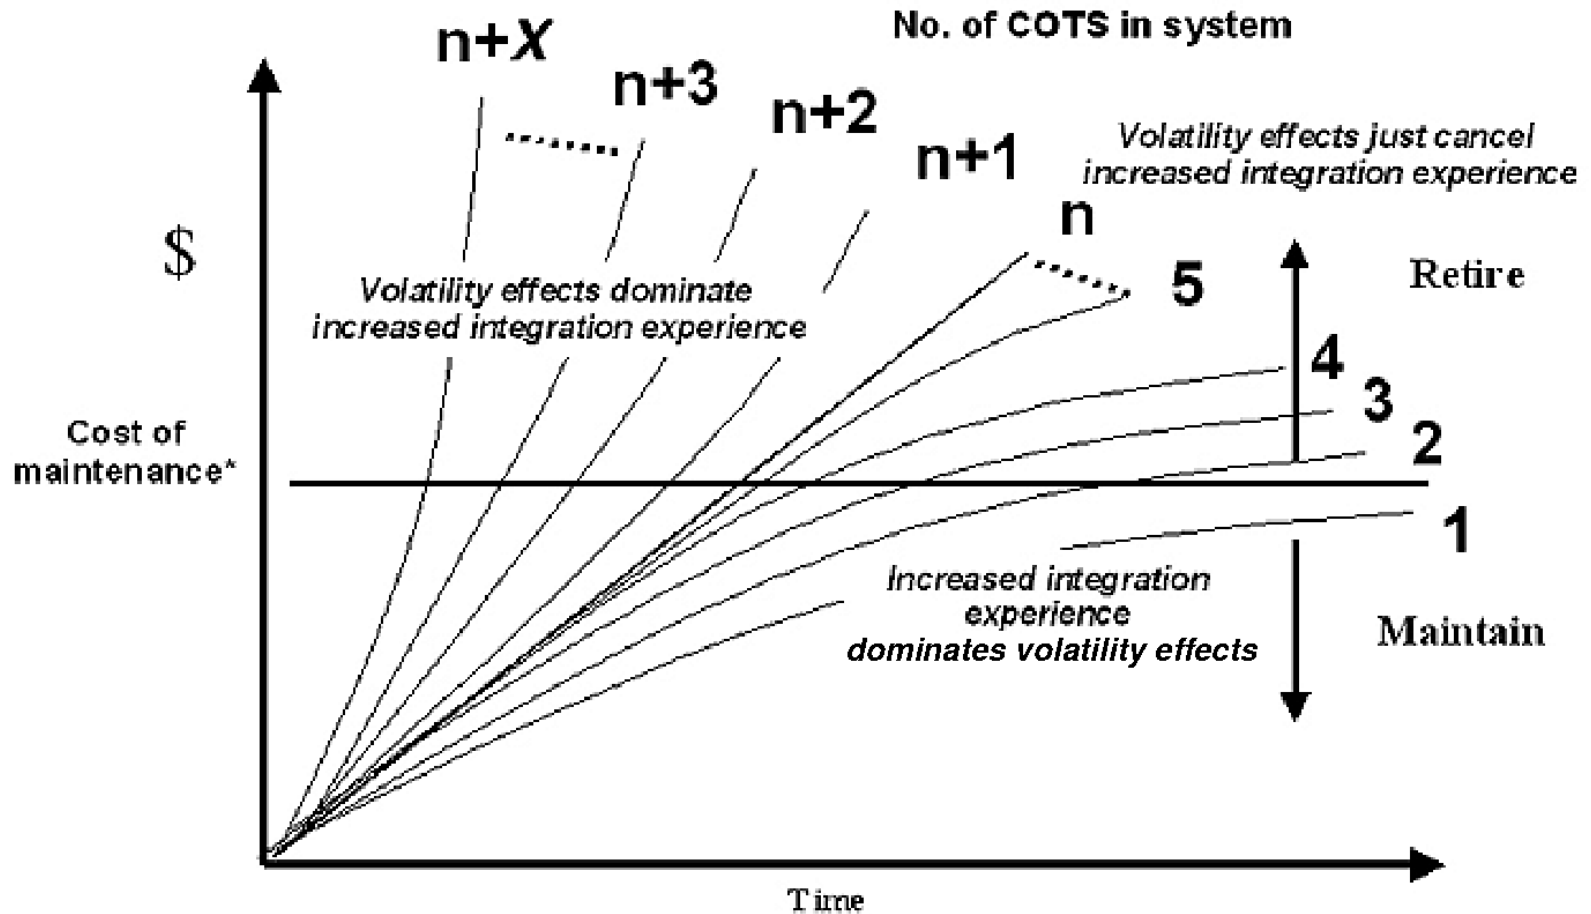 No. of COTS in system
n+X
n+3
n+2
n+1
n
5
4
3
2
1
Volatility effects just cancel
increased integration experience
$
Retire
Volatility effects dominate
increased integration experience
Cost of
maintenance*
Increased integration
experience
dominates volatility effects
Maintain
Time